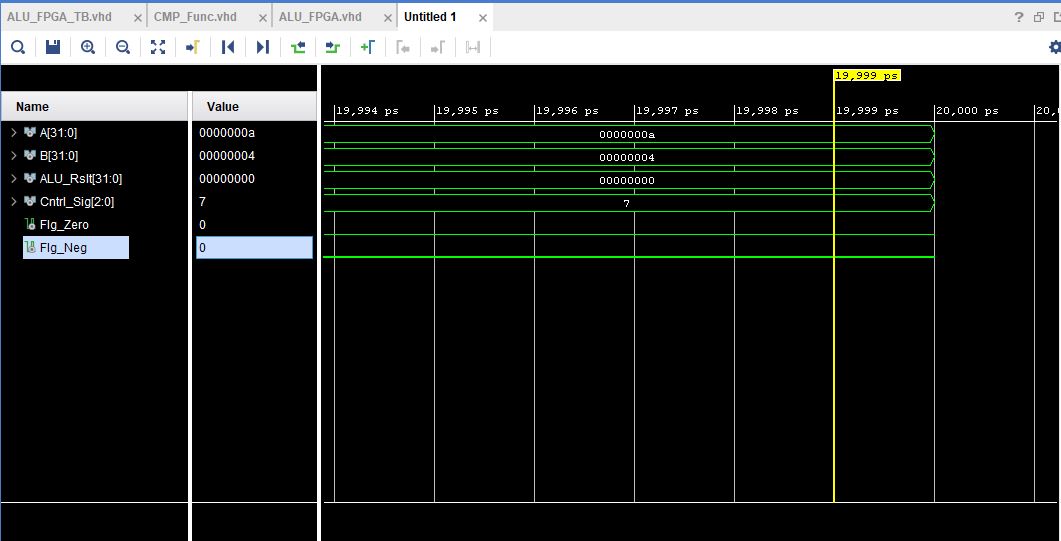 ALU_FPGA_TB.vhd × CMP_Func.vhd × ALU_FPGA.vhd × Untitled 1 × ?
19,999 ps
Name Value
19,994 ps 19,995 ps 19,996 ps 19,997 ps 19,998 ps 19,999 ps 20,000 ps 20,0
A[31:0] 0000000a 0000000a
B[31:0] 00000004 00000004
ALU_Rslt[31:0] 00000000 00000000
Cntrl_Sig[2:0] 7 7
Flg_Zero 0
Flg_Neg 0